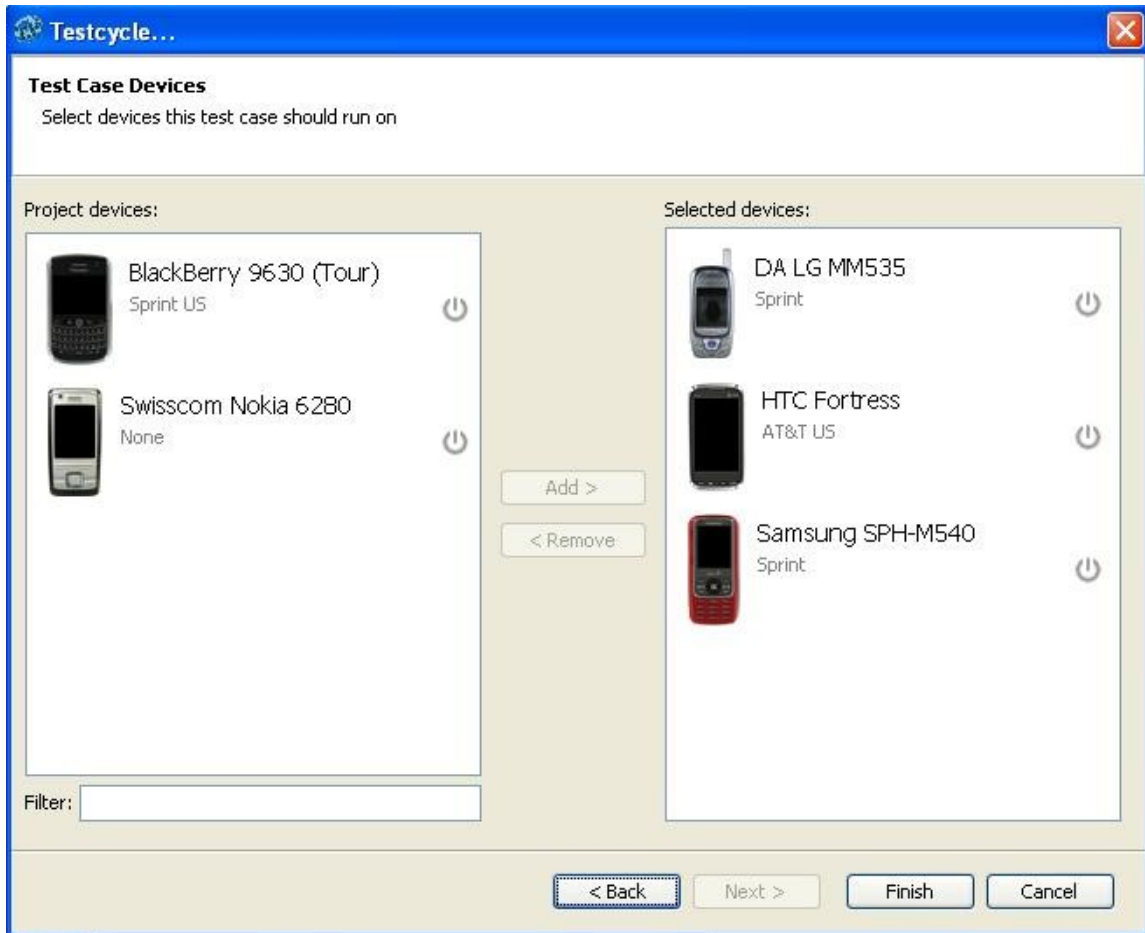 Testcycle...
Test Case Devices
Select devices this test case should run on
Project devices:
BlackBerry 9630 (Tour)
Sprint US
Swisscom Nokia 6280
None
Filter:
Add >
< Remove
Selected devices:
DA LG MM535
Sprint
HTC Fortress
AT&T US
Samsung SPH-M540
Sprint
< Back
Next >
Finish
Cancel